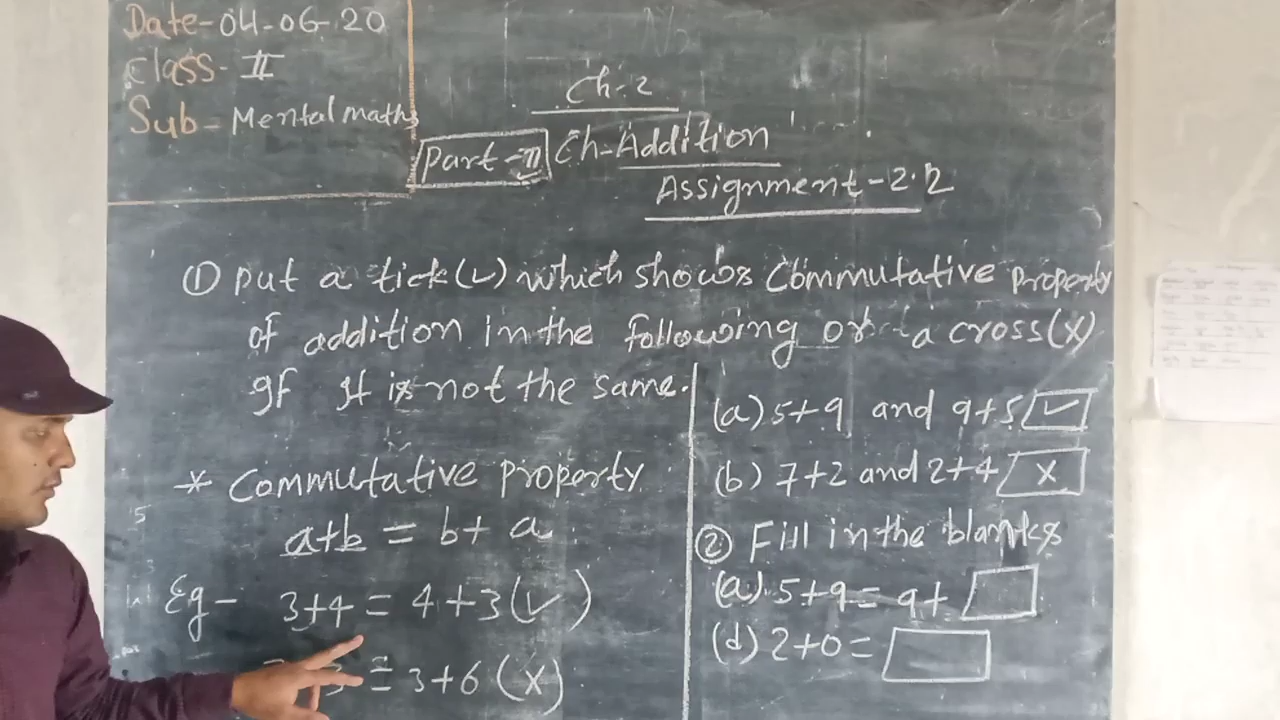 Date-04-06-20
Class-II
Sub-Mental maths
Ch-2
Part-II Ch-Addition
Assignment-2.2
① Put a tick(✓) which shows Commutative Property
of addition in the following or a cross(x)
If It is not the same.
* Commutative property
a+b = b+a
Eg- 3+4 = 4+3(✓)
3 = 3+6 (x)
(a) 5+9 and 9+5 ✓
(b) 7+2 and 2+4 x
② Fill in the blanks
(a) 5+9 = 9+
(d) 2+0 =